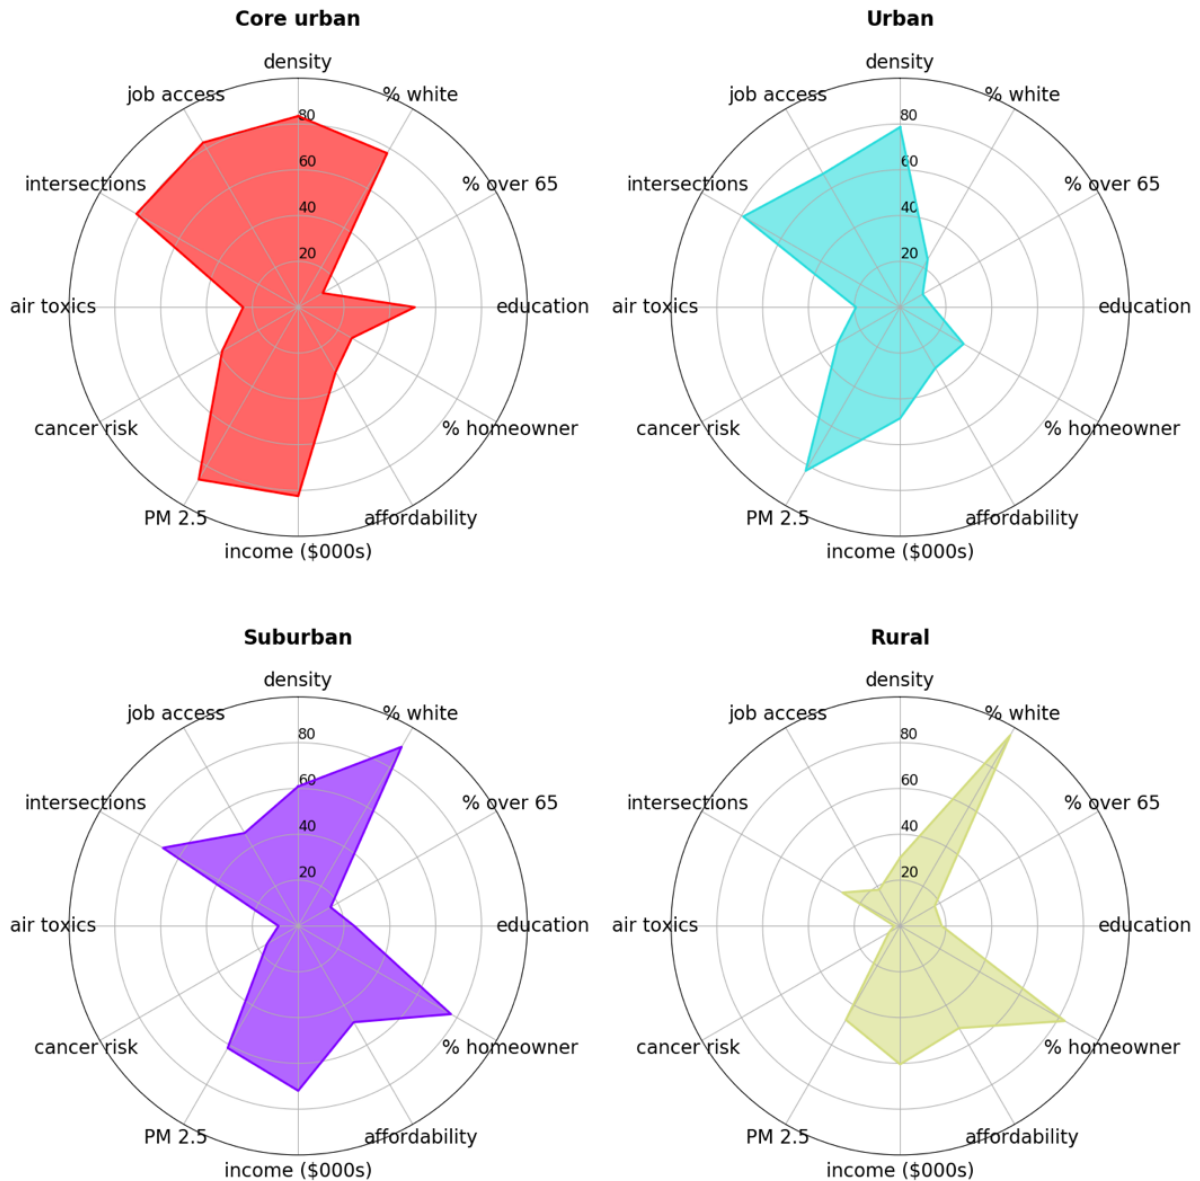 Core urban
density
job access
% white
intersections
% over 65
air toxics
education
cancer risk
% homeowner
PM 2.5
affordability
income ($000s)
80
60
40
20
Urban
density
job access
% white
intersections
% over 65
air toxics
education
cancer risk
% homeowner
PM 2.5
affordability
income ($000s)
80
60
40
20
Suburban
density
job access
% white
intersections
% over 65
air toxics
education
cancer risk
% homeowner
PM 2.5
affordability
income ($000s)
80
60
40
20
Rural
density
job access
% white
intersections
% over 65
air toxics
education
cancer risk
% homeowner
PM 2.5
affordability
income ($000s)
80
60
40
20